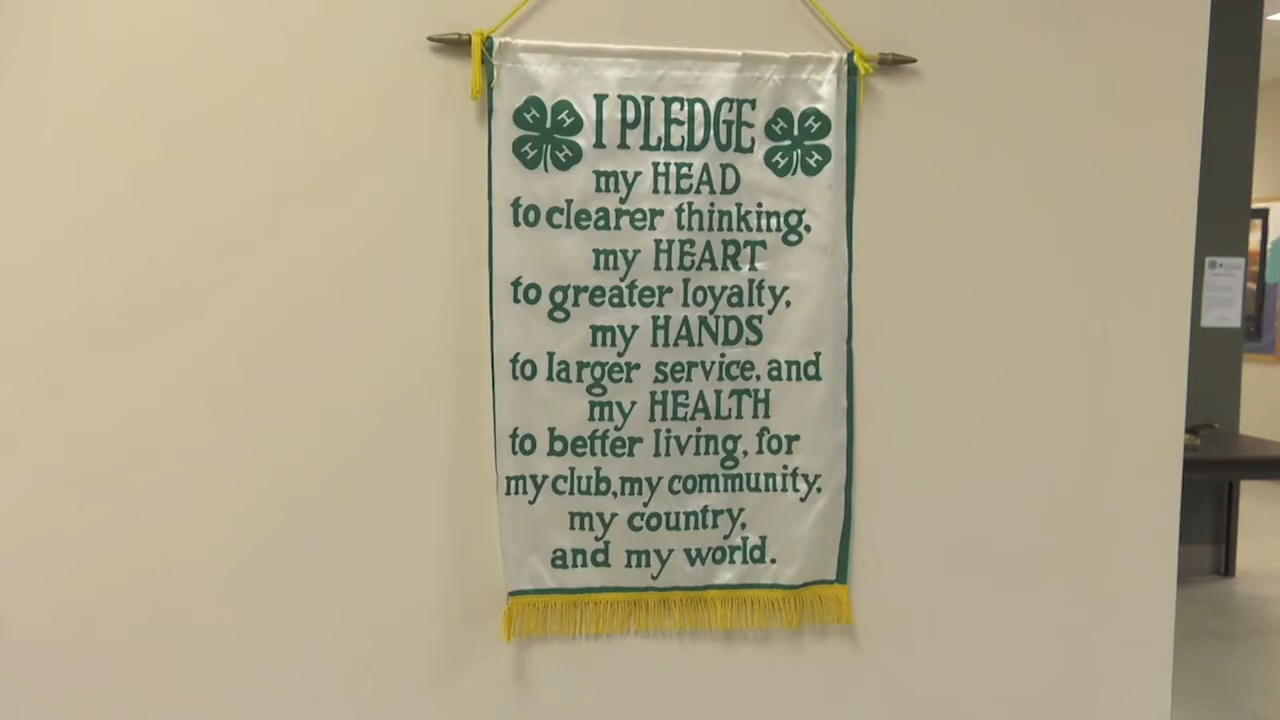 H H H H
I PLEDGE
H H H H
my HEAD
to clearer thinking,
my HEART
to greater loyalty,
my HANDS
to larger service, and
my HEALTH
to better living, for
my club, my community,
my country,
and my world.